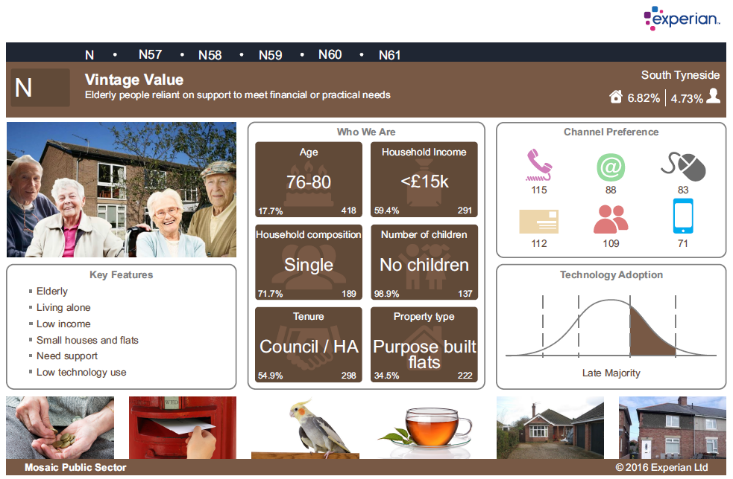 experian.
N • N57 • N58 • N59 • N60 • N61
N
Vintage Value
Elderly people reliant on support to meet financial or practical needs
South Tyneside
6.82% 4.73%
Who We Are
Age
76-80
17.7% 418
Household Income
<£15k
59.4% 291
Household composition
Single
71.7% 189
Number of children
No children
98.9% 137
Tenure
Council / HA
54.9% 298
Property type
Purpose built
flats
34.5% 222
Channel Preference
115
@
88
83
112
109
71
Key Features
▪ Elderly
▪ Living alone
▪ Low income
▪ Small houses and flats
▪ Need support
▪ Low technology use
Technology Adoption
Late Majority
Mosaic Public Sector
© 2016 Experian Ltd